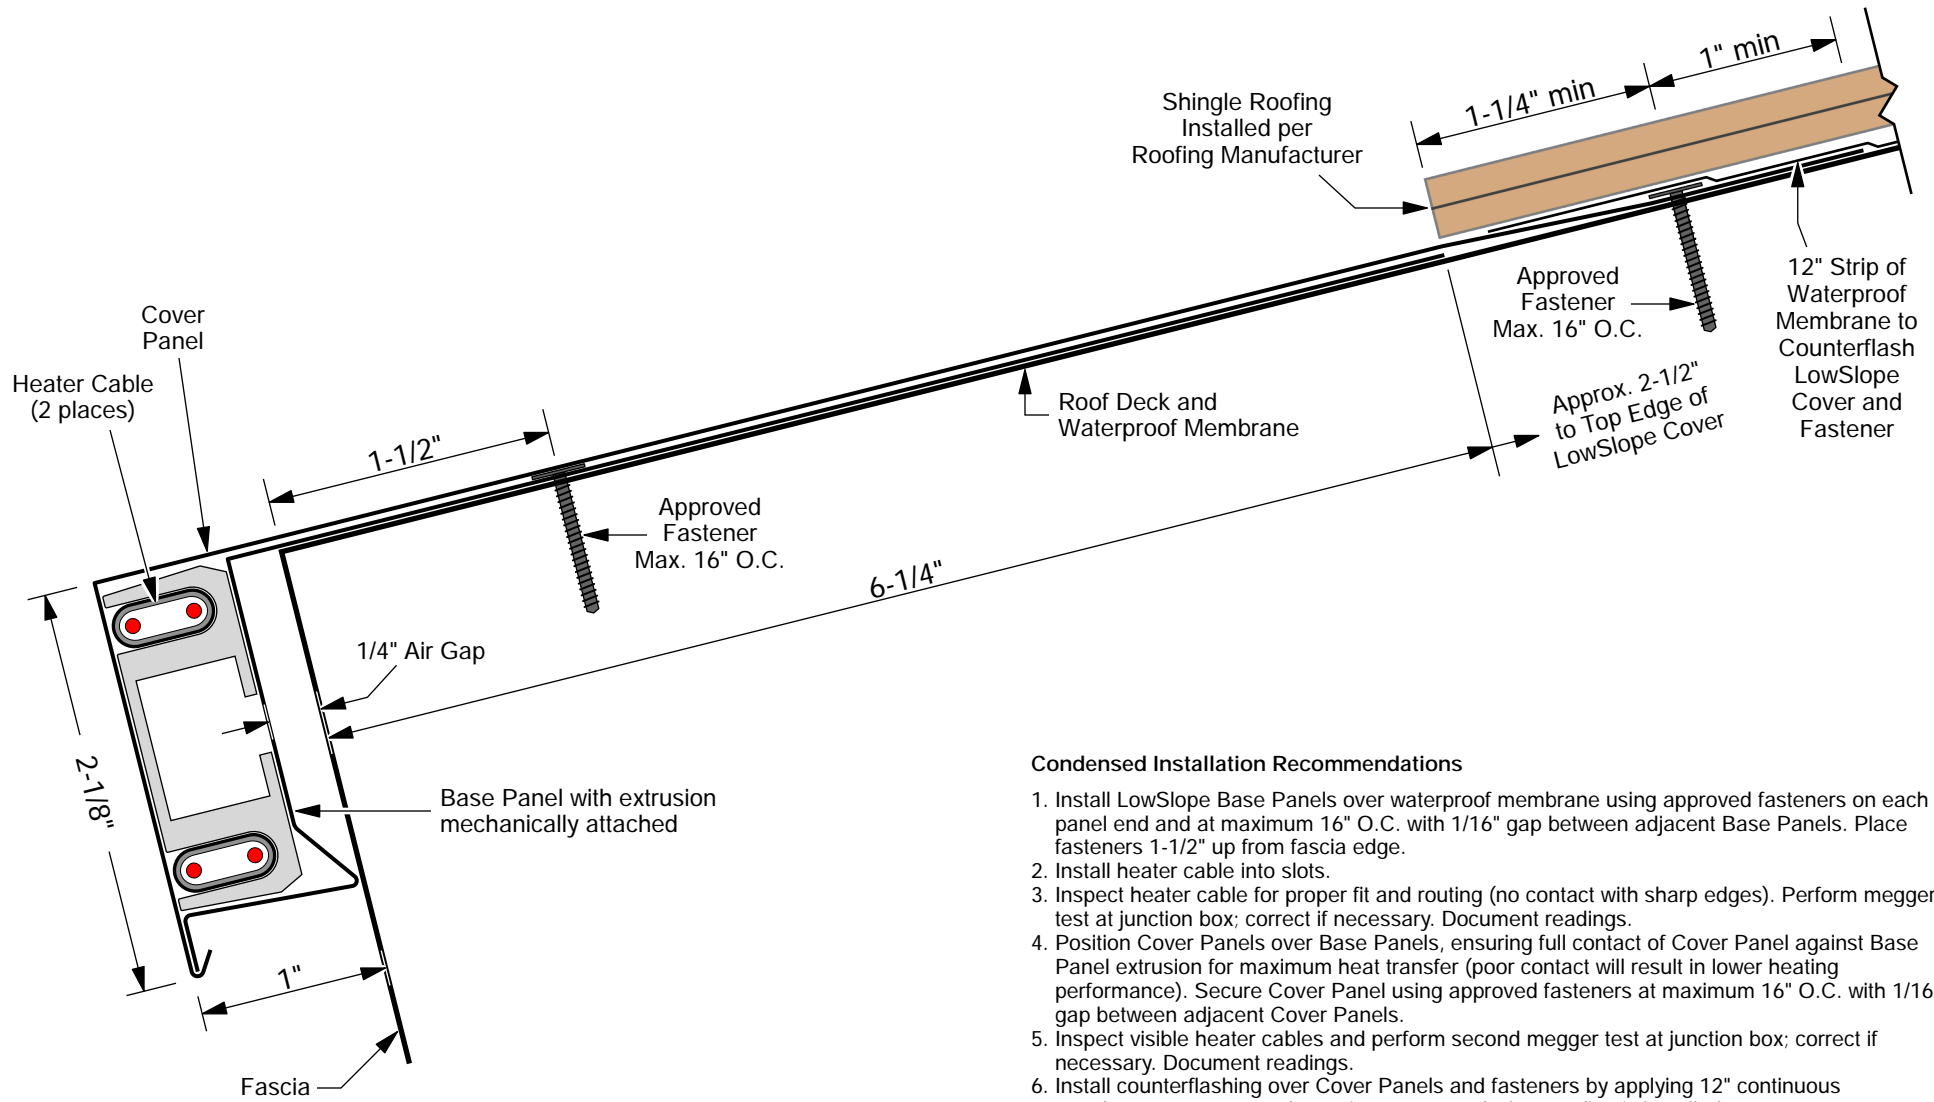 1" min
1-1/4" min
Shingle Roofing
Installed per
Roofing Manufacturer
Approved
Fastener
Max. 16" O.C.
12" Strip of
Waterproof
Membrane to
Counterflash
LowSlope
Cover and
Fastener
Cover
Panel
Heater Cable
(2 places)
1-1/2"
Roof Deck and
Waterproof Membrane
Approx. 2-1/2"
to Top Edge of
LowSlope Cover
Approved
Fastener
Max. 16" O.C.
6-1/4"
1/4" Air Gap
2-1/8"
Base Panel with extrusion
mechanically attached
1"
Fascia
Condensed Installation Recommendations
1. Install LowSlope Base Panels over waterproof membrane using approved fasteners on each
panel end and at maximum 16" O.C. with 1/16" gap between adjacent Base Panels. Place
fasteners 1-1/2" up from fascia edge.
2. Install heater cable into slots.
3. Inspect heater cable for proper fit and routing (no contact with sharp edges). Perform megger
test at junction box; correct if necessary. Document readings.
4. Position Cover Panels over Base Panels, ensuring full contact of Cover Panel against Base
Panel extrusion for maximum heat transfer (poor contact will result in lower heating
performance). Secure Cover Panel using approved fasteners at maximum 16" O.C. with 1/16
gap between adjacent Cover Panels.
5. Inspect visible heater cables and perform second megger test at junction box; correct if
necessary. Document readings.
6. Install counterflashing over Cover Panels and fasteners by applying 12" continuous